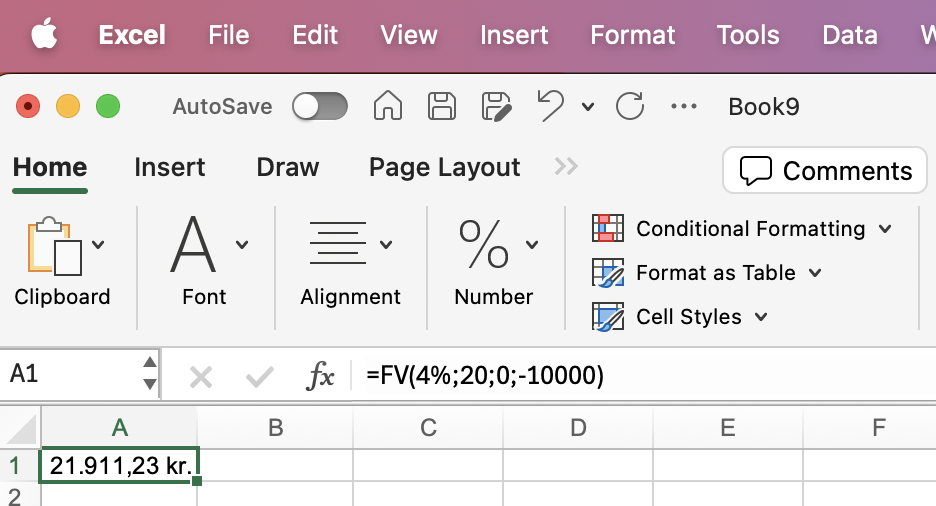 Excel File Edit View Insert Format Tools Data
AutoSave Book9
Home Insert Draw Page Layout >> Comments
Conditional Formatting
Format as Table
Cell Styles
Clipboard Font Alignment Number
A1 fx =FV(4%;20;0;-10000)
A B C D E F
1 21.911,23 kr.
2